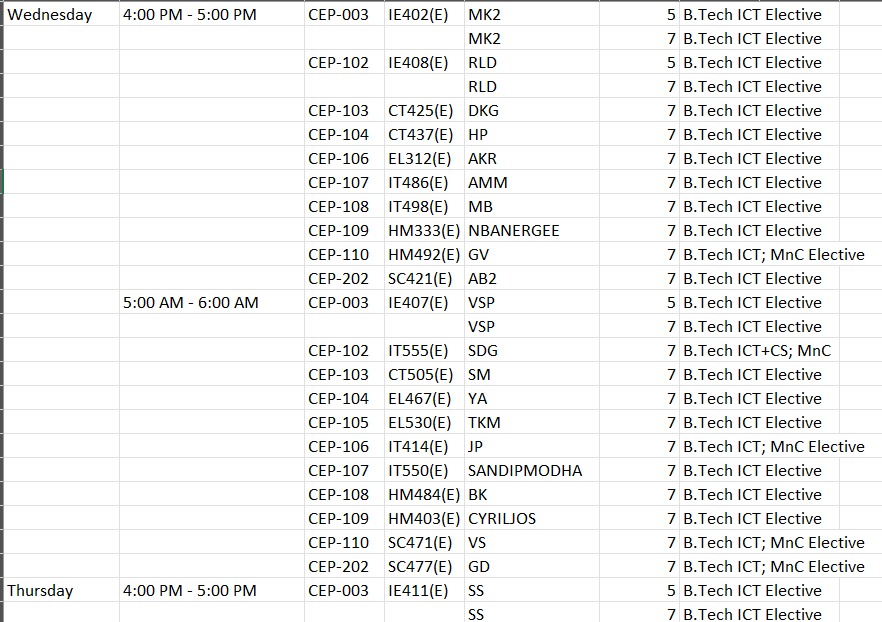 Wednesday 4:00 PM - 5:00 PM CEP-003 IE402(E) MK2 5 B.Tech ICT Elective
MK2 7 B.Tech ICT Elective
CEP-102 IE408(E) RLD 5 B.Tech ICT Elective
RLD 7 B.Tech ICT Elective
CEP-103 CT425(E) DKG 7 B.Tech ICT Elective
CEP-104 CT437(E) HP 7 B.Tech ICT Elective
CEP-106 EL312(E) AKR 7 B.Tech ICT Elective
CEP-107 IT486(E) AMM 7 B.Tech ICT Elective
CEP-108 IT498(E) MB 7 B.Tech ICT Elective
CEP-109 HM333(E) NBANERGEE 7 B.Tech ICT Elective
CEP-110 HM492(E) GV 7 B.Tech ICT; MnC Elective
CEP-202 SC421(E) AB2 7 B.Tech ICT Elective
5:00 AM - 6:00 AM CEP-003 IE407(E) VSP 5 B.Tech ICT Elective
VSP 7 B.Tech ICT Elective
CEP-102 IT555(E) SDG 7 B.Tech ICT+CS; MnC
CEP-103 CT505(E) SM 7 B.Tech ICT Elective
CEP-104 EL467(E) YA 7 B.Tech ICT Elective
CEP-105 EL530(E) TKM 7 B.Tech ICT Elective
CEP-106 IT414(E) JP 7 B.Tech ICT; MnC Elective
CEP-107 IT550(E) SANDIPMODHA 7 B.Tech ICT Elective
CEP-108 HM484(E) BK 7 B.Tech ICT Elective
CEP-109 HM403(E) CYRILJOS 7 B.Tech ICT Elective
CEP-110 SC471(E) VS 7 B.Tech ICT; MnC Elective
CEP-202 SC477(E) GD 7 B.Tech ICT; MnC Elective
Thursday 4:00 PM - 5:00 PM CEP-003 IE411(E) SS 5 B.Tech ICT Elective
SS 7 B.Tech ICT Elective